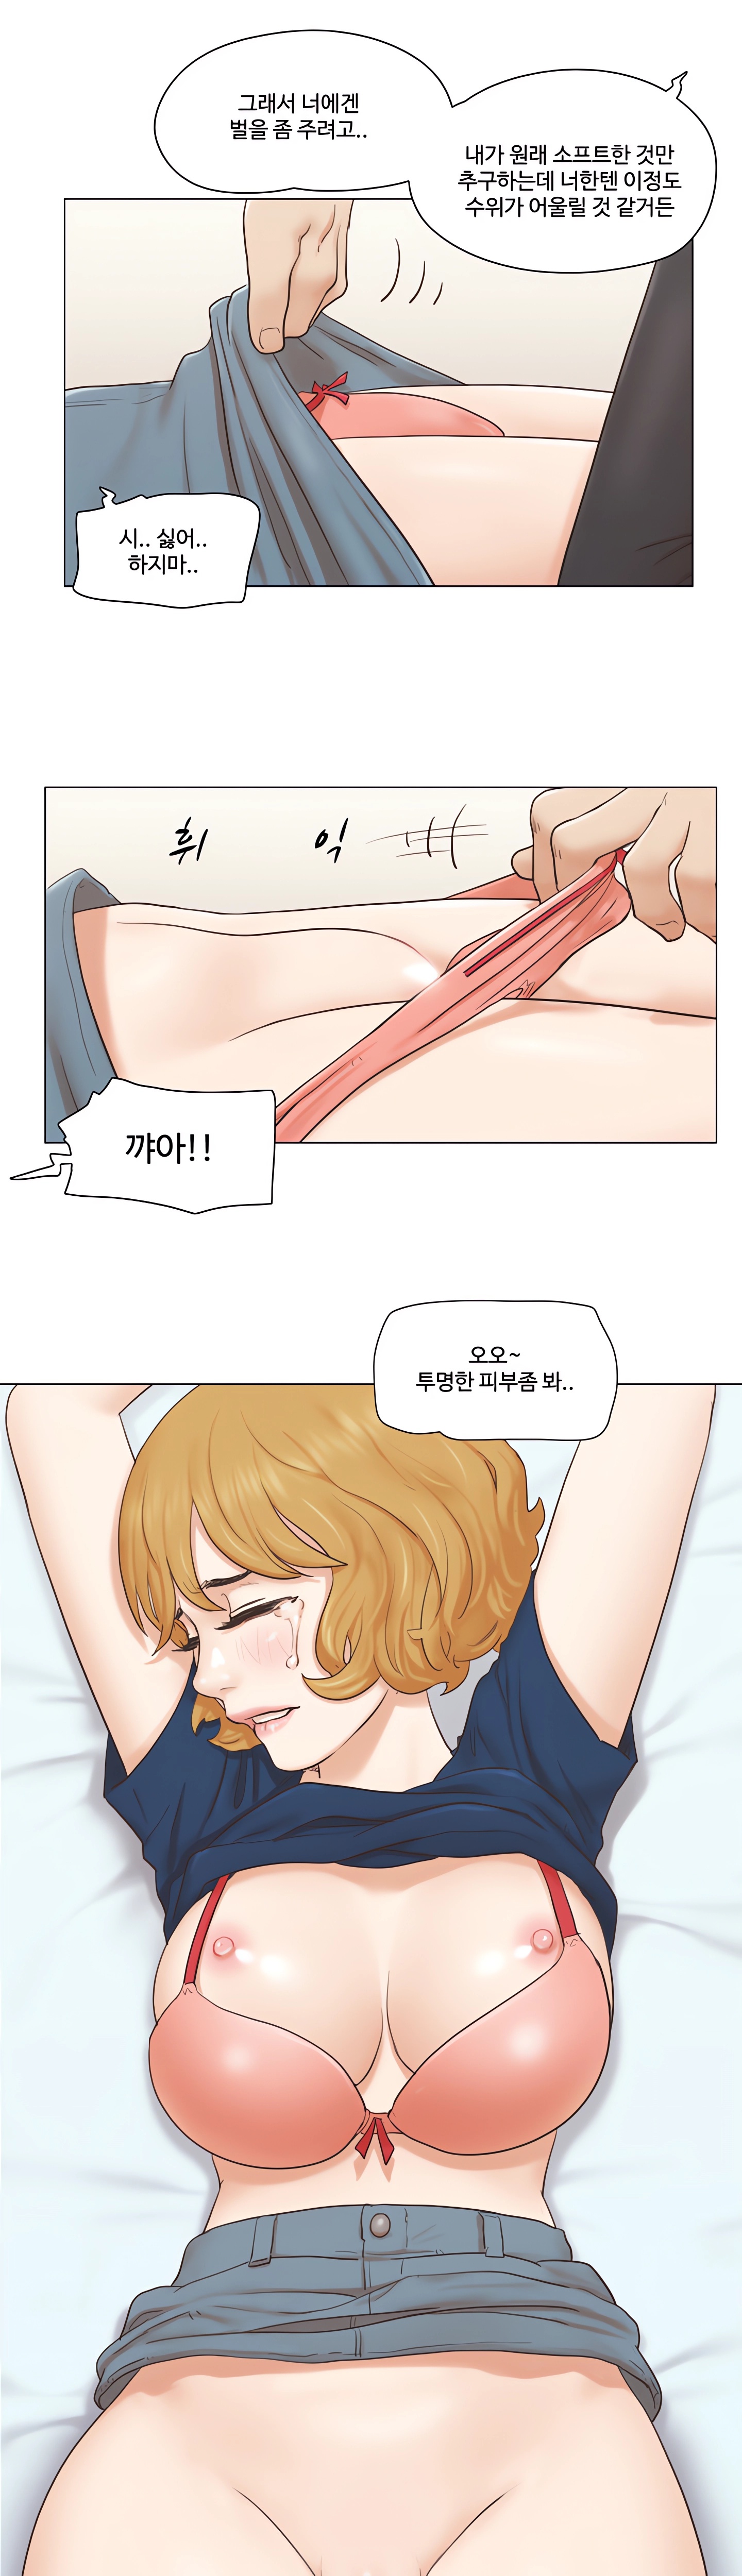 그래서 너에겐
벌을 좀 주려고..
내가 원래 소프트한 것만
추구하는데 너한텐 이정도
수위가 어울릴 것 같거든
시.. 싫어..
하지마..
휘익
꺄아!!
오오~
투명한 피부좀 봐..